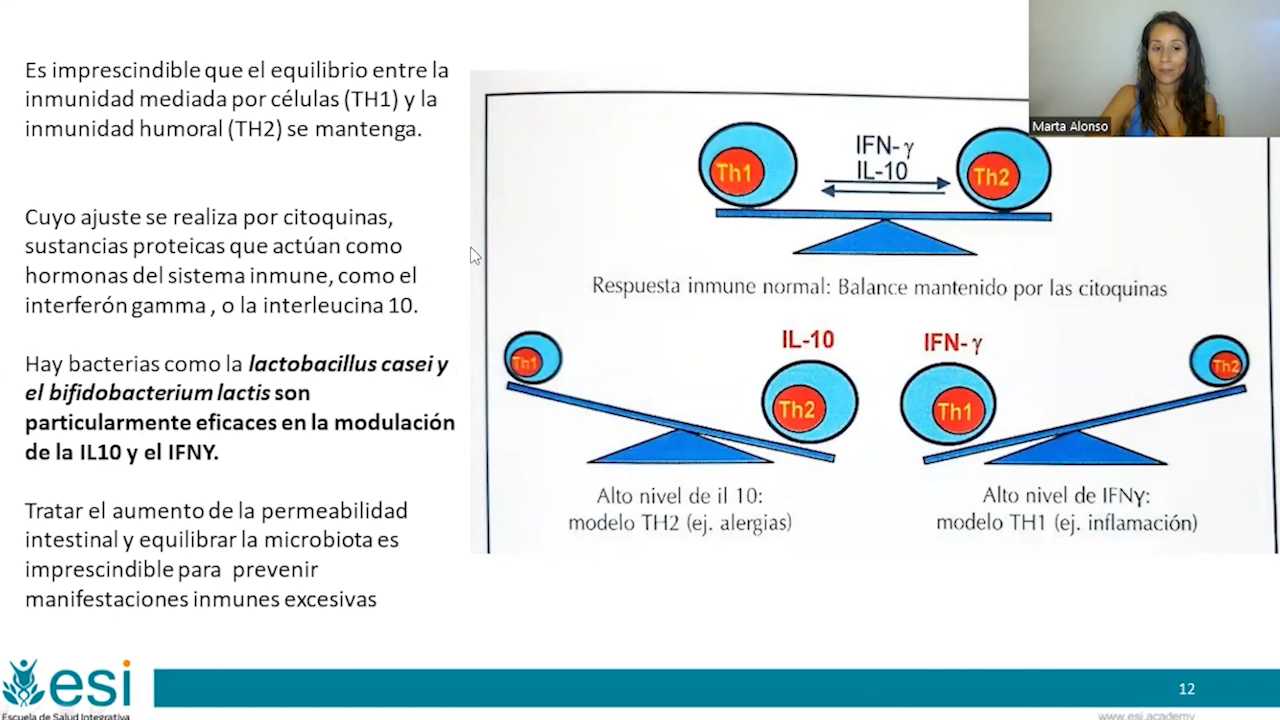 Es imprescindible que el equilibrio entre la
inmunidad mediada por células (TH1) y la
inmunidad humoral (TH2) se mantenga.
Cuyo ajuste se realiza por citoquinas,
sustancias proteicas que actúan como
hormonas del sistema inmune, como el
interferón gamma , o la interleucina 10.
Hay bacterias como la lactobacillus casei y
el bifidobacterium lactis son
particularmente eficaces en la modulación
de la IL10 y el IFNY.
Tratar el aumento de la permeabilidad
intestinal y equilibrar la microbiota es
imprescindible para prevenir
manifestaciones inmunes excesivas
Marta Alonso
Th1
IFN-γ
IL-10
Th2
Respuesta inmune normal: Balance mantenido por las citoquinas
Th1
IL-10
Th2
Alto nivel de il 10:
modelo TH2 (ej. alergias)
IFN-γ
Th1
Th2
Alto nivel de IFNγ:
modelo TH1 (ej. inflamación)
esi
Escuela de Salud Integrativa
12
www.esi.academy